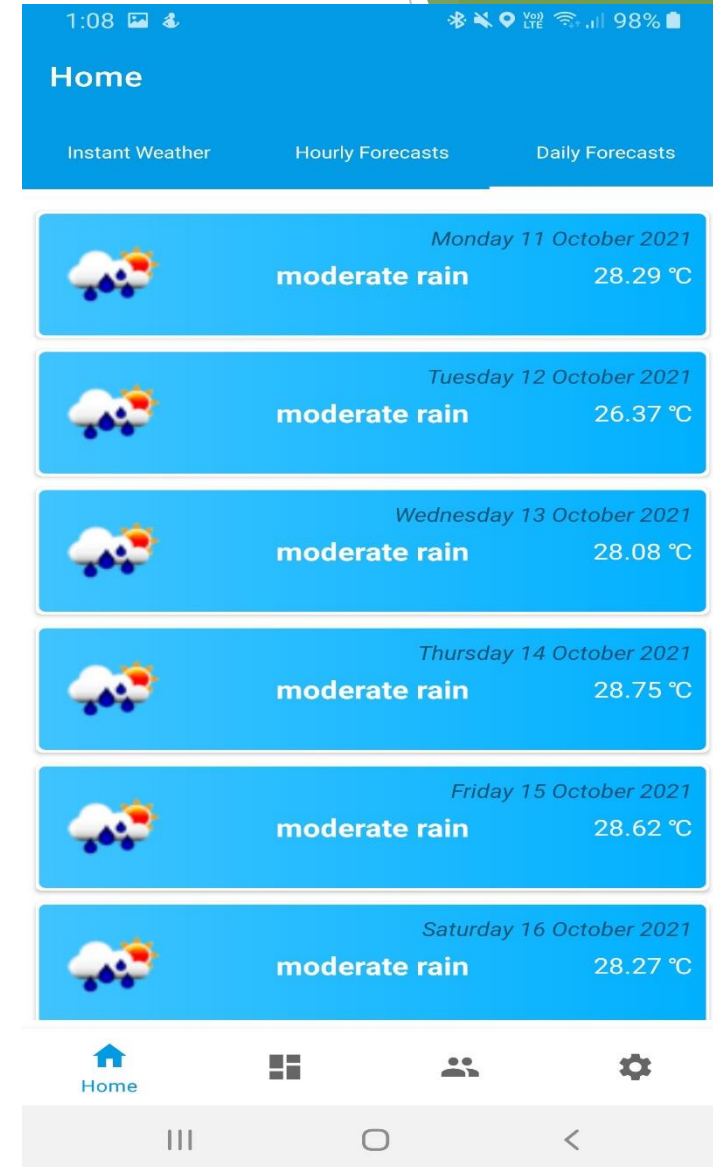 1:08 Vo)) LTE 98%
Home
Instant Weather Hourly Forecasts Daily Forecasts
Monday 11 October 2021
moderate rain 28.29 ℃
Tuesday 12 October 2021
moderate rain 26.37 ℃
Wednesday 13 October 2021
moderate rain 28.08 ℃
Thursday 14 October 2021
moderate rain 28.75 ℃
Friday 15 October 2021
moderate rain 28.62 ℃
Saturday 16 October 2021
moderate rain 28.27 ℃
Home